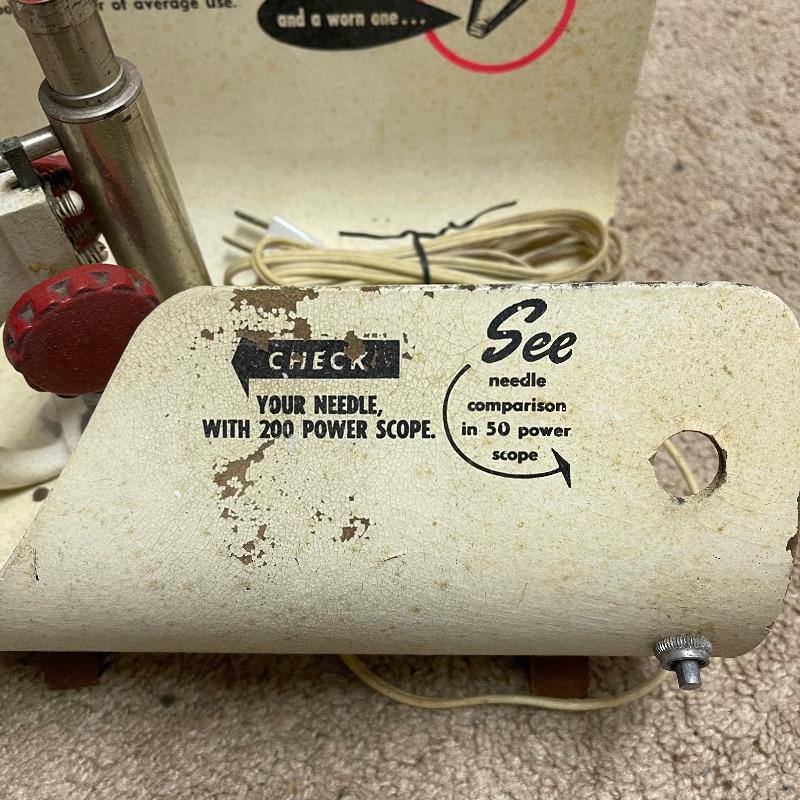 of average use.
and a worn one...
CHECK
YOUR NEEDLE,
WITH 200 POWER SCOPE.
See
needle
comparison
in 50 power
scope